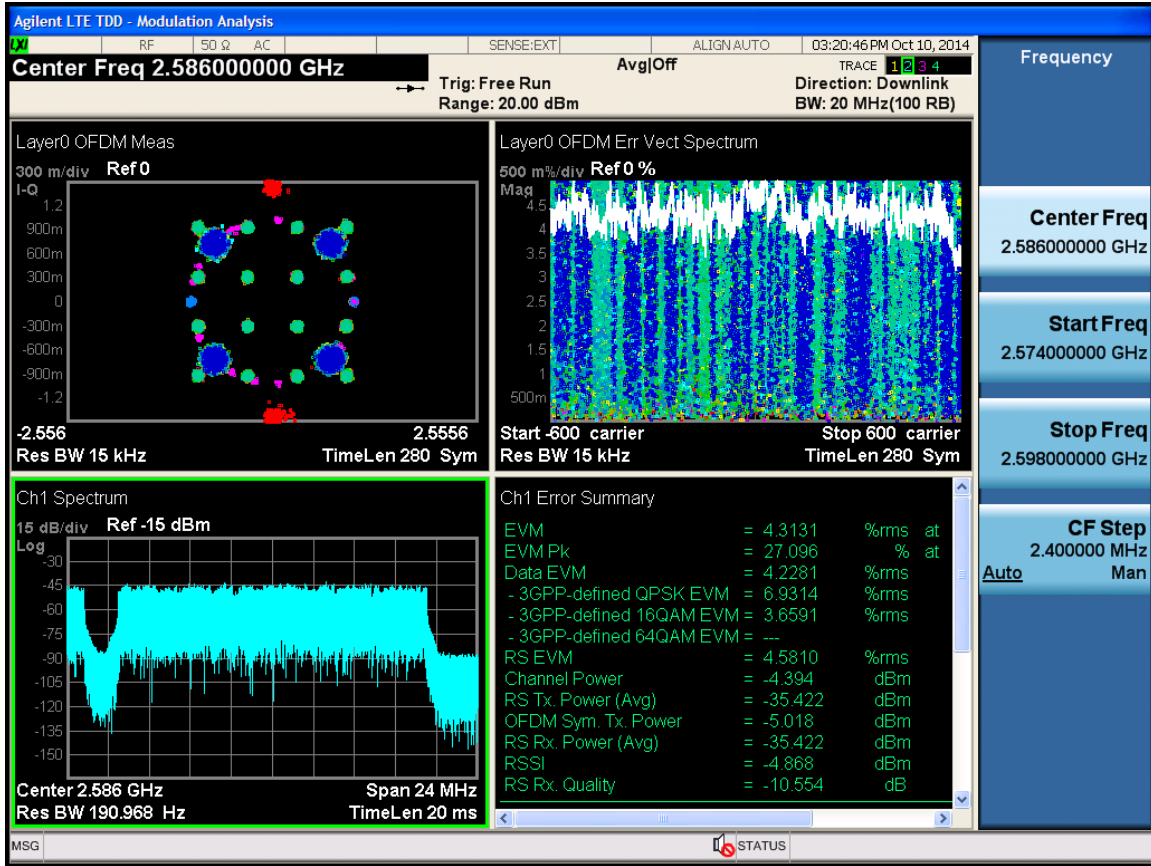 Agilent LTE TDD - Modulation Analysis
LXI RF 50 Ω AC SENSE:EXT ALIGN AUTO 03:20:46 PM Oct 10, 2014
Center Freq 2.586000000 GHz
Avg|Off
TRACE 1 2 3 4
Trig: Free Run
Direction: Downlink
Range: 20.00 dBm
BW: 20 MHz(100 RB)
Layer0 OFDM Meas
300 m/div Ref 0
I-Q
1.2
900m
600m
300m
0
-300m
-600m
-900m
-1.2
-2.556 2.5556
Res BW 15 kHz TimeLen 280 Sym
Layer0 OFDM Err Vect Spectrum
500 m%/div Ref 0 %
Mag
4.5
4
3.5
3
2.5
2
1.5
1
500m
Start -600 carrier Stop 600 carrier
Res BW 15 kHz TimeLen 280 Sym
Ch1 Spectrum
15 dB/div Ref -15 dBm
Log
-30
-45
-60
-75
-90
-105
-120
-135
-150
Center 2.586 GHz Span 24 MHz
Res BW 190.968 Hz TimeLen 20 ms
Ch1 Error Summary
EVM = 4.3131 %rms at
EVM Pk = 27.096 % at
Data EVM = 4.2281 %rms
- 3GPP-defined QPSK EVM = 6.9314 %rms
- 3GPP-defined 16QAM EVM = 3.6591 %rms
- 3GPP-defined 64QAM EVM = ---
RS EVM = 4.5810 %rms
Channel Power = -4.394 dBm
RS Tx. Power (Avg) = -35.422 dBm
OFDM Sym. Tx. Power = -5.018 dBm
RS Rx. Power (Avg) = -35.422 dBm
RSSI = -4.868 dBm
RS Rx. Quality = -10.554 dB
Frequency
Center Freq
2.586000000 GHz
Start Freq
2.574000000 GHz
Stop Freq
2.598000000 GHz
CF Step
2.400000 MHz
Auto Man
MSG STATUS